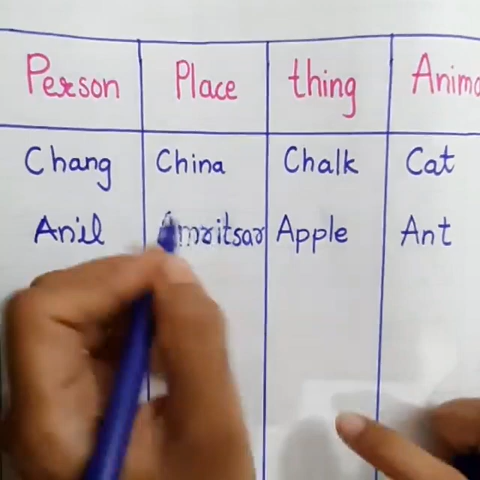 Person Place thing Anima
Chang China Chalk Cat
Anil Amritsar Apple Ant